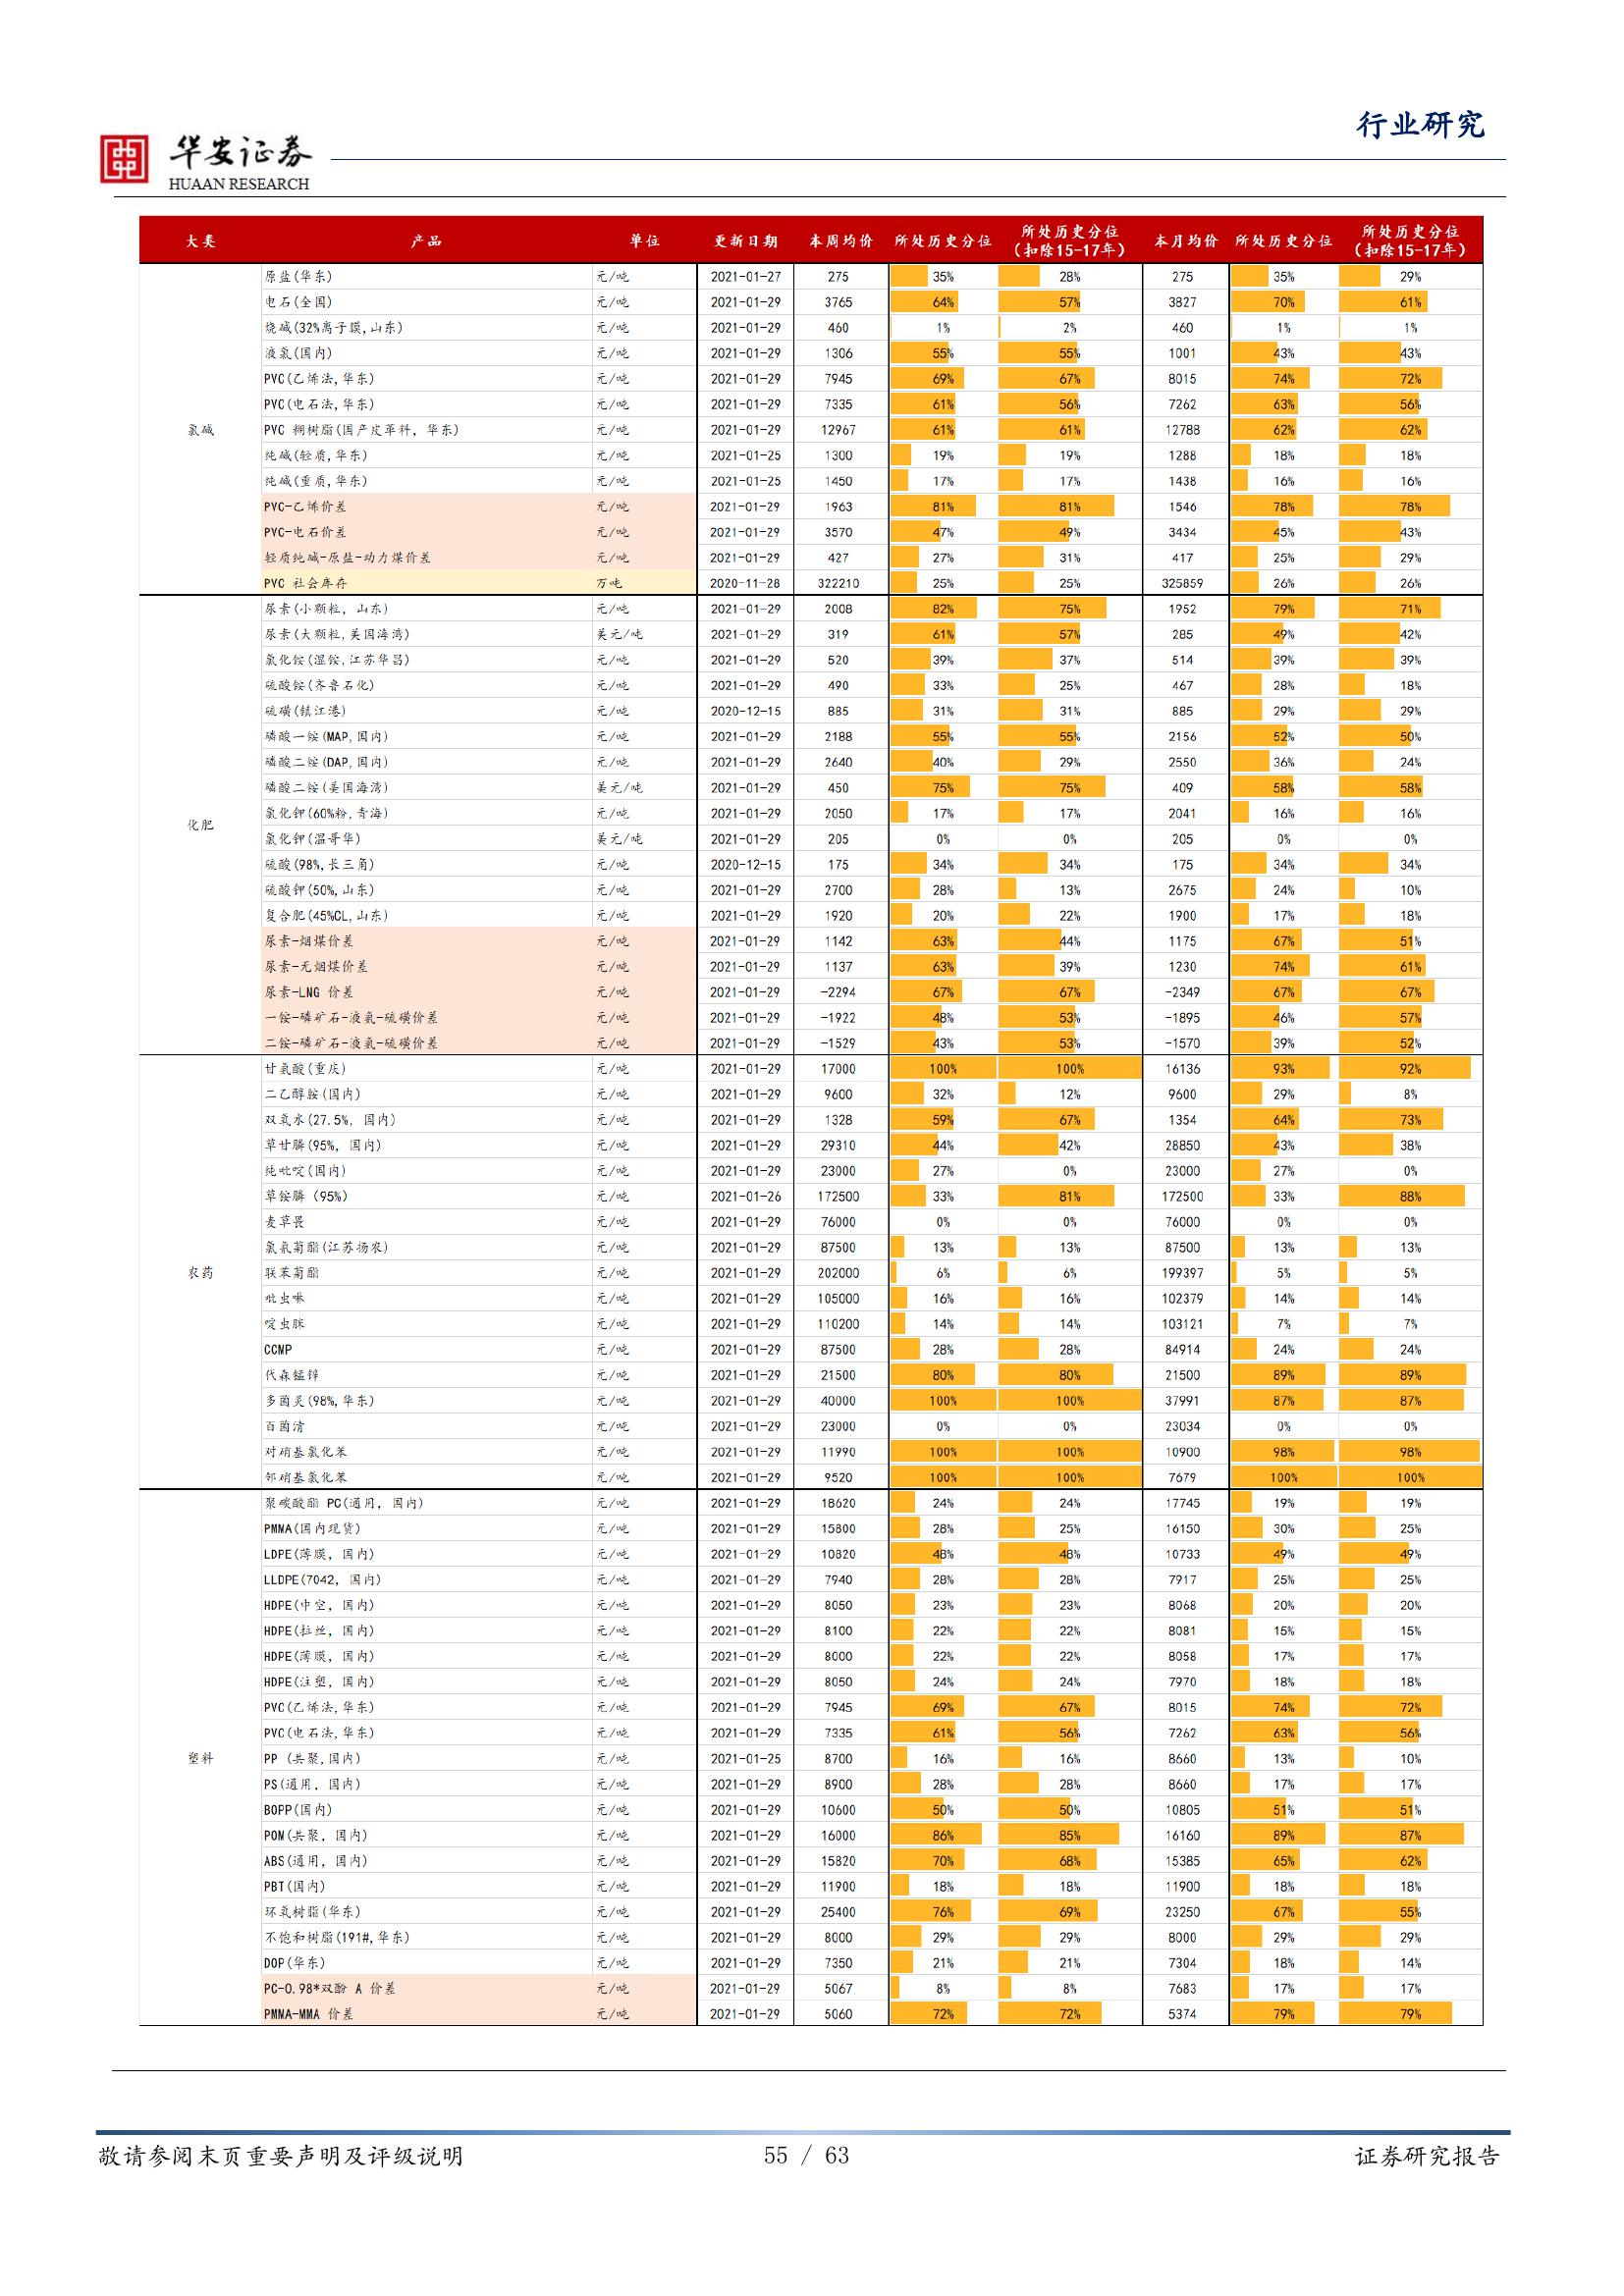 行业研究
华安证券
HUAAN RESEARCH
大类 产品 单位 更新日期 本周均价 所处历史分位 所处历史分位（扣除15-17年） 本月均价 所处历史分位 所处历史分位（扣除15-17年）
原盐(华东) 元/吨 2021-01-27 275 35% 28% 275 35% 29%
电石(全国) 元/吨 2021-01-29 3765 64% 57% 3827 70% 61%
烧碱(32%离子膜,山东) 元/吨 2021-01-29 460 1% 2% 460 1% 1%
液氯(国内) 元/吨 2021-01-29 1306 55% 55% 1001 43% 43%
PVC(乙烯法,华东) 元/吨 2021-01-29 7945 69% 67% 8015 74% 72%
PVC(电石法,华东) 元/吨 2021-01-29 7335 61% 56% 7262 63% 56%
氯碱 PVC 糊树脂(国产皮革料, 华东) 元/吨 2021-01-29 12967 61% 61% 12788 62% 62%
纯碱(轻质,华东) 元/吨 2021-01-25 1300 19% 19% 1288 18% 18%
纯碱(重质,华东) 元/吨 2021-01-25 1450 17% 17% 1438 16% 16%
PVC-乙烯价差 元/吨 2021-01-29 1963 81% 81% 1546 78% 78%
PVC-电石价差 元/吨 2021-01-29 3570 47% 49% 3434 45% 43%
轻质纯碱-原盐-动力煤价差 元/吨 2021-01-29 427 27% 31% 417 25% 29%
PVC 社会库存 万吨 2020-11-28 322210 25% 25% 325859 26% 26%
尿素(小颗粒, 山东) 元/吨 2021-01-29 2008 82% 75% 1952 79% 71%
尿素(大颗粒,美国海湾) 美元/吨 2021-01-29 319 61% 57% 285 49% 42%
氯化铵(湿铵,江苏华昌) 元/吨 2021-01-29 520 39% 37% 514 39% 39%
硫酸铵(齐鲁石化) 元/吨 2021-01-29 490 33% 25% 467 28% 18%
硫磺(镇江港) 元/吨 2020-12-15 885 31% 31% 885 29% 29%
磷酸一铵(MAP,国内) 元/吨 2021-01-29 2188 55% 55% 2156 52% 50%
磷酸二铵(DAP,国内) 元/吨 2021-01-29 2640 40% 29% 2550 36% 24%
磷酸二铵(美国海湾) 美元/吨 2021-01-29 450 75% 75% 409 58% 58%
化肥 氯化钾(60%粉,青海) 元/吨 2021-01-29 2050 17% 17% 2041 16% 16%
氯化钾(温哥华) 美元/吨 2021-01-29 205 0% 0% 205 0% 0%
硫酸(98%,长三角) 元/吨 2020-12-15 175 34% 34% 175 34% 34%
硫酸钾(50%,山东) 元/吨 2021-01-29 2700 28% 13% 2675 24% 10%
复合肥(45%CL,山东) 元/吨 2021-01-29 1920 20% 22% 1900 17% 18%
尿素-烟煤价差 元/吨 2021-01-29 1142 63% 44% 1175 67% 51%
尿素-无烟煤价差 元/吨 2021-01-29 1137 63% 39% 1230 74% 61%
尿素-LNG 价差 元/吨 2021-01-29 -2294 67% 67% -2349 67% 67%
一铵-磷矿石-液氨-硫磺价差 元/吨 2021-01-29 -1922 48% 53% -1895 46% 57%
二铵-磷矿石-液氨-硫磺价差 元/吨 2021-01-29 -1529 43% 53% -1570 39% 52%
甘氨酸(重庆) 元/吨 2021-01-29 17000 100% 100% 16136 93% 92%
二乙醇胺(国内) 元/吨 2021-01-29 9600 32% 12% 9600 29% 8%
双氧水(27.5%, 国内) 元/吨 2021-01-29 1328 59% 67% 1354 64% 73%
草甘膦(95%, 国内) 元/吨 2021-01-29 29310 44% 42% 28850 43% 38%
纯吡啶(国内) 元/吨 2021-01-29 23000 27% 0% 23000 27% 0%
草铵膦 (95%) 元/吨 2021-01-26 172500 33% 81% 172500 33% 88%
麦草畏 元/吨 2021-01-29 76000 0% 0% 76000 0% 0%
氯氰菊酯(江苏扬农) 元/吨 2021-01-29 87500 13% 13% 87500 13% 13%
农药 联苯菊酯 元/吨 2021-01-29 202000 6% 6% 199397 5% 5%
吡虫啉 元/吨 2021-01-29 105000 16% 16% 102379 14% 14%
啶虫脒 元/吨 2021-01-29 110200 14% 14% 103121 7% 7%
CCMP 元/吨 2021-01-29 87500 28% 28% 84914 24% 24%
代森锰锌 元/吨 2021-01-29 21500 80% 80% 21500 89% 89%
多菌灵(98%,华东) 元/吨 2021-01-29 40000 100% 100% 37991 87% 87%
百菌清 元/吨 2021-01-29 23000 0% 0% 23034 0% 0%
对硝基氯化苯 元/吨 2021-01-29 11990 100% 100% 10900 98% 98%
邻硝基氯化苯 元/吨 2021-01-29 9520 100% 100% 7679 100% 100%
聚碳酸酯 PC(通用, 国内) 元/吨 2021-01-29 18620 24% 24% 17745 19% 19%
PMMA(国内现货) 元/吨 2021-01-29 15800 28% 25% 16150 30% 25%
LDPE(薄膜, 国内) 元/吨 2021-01-29 10820 48% 48% 10733 49% 49%
LLDPE(7042, 国内) 元/吨 2021-01-29 7940 28% 28% 7917 25% 25%
HDPE(中空, 国内) 元/吨 2021-01-29 8050 23% 23% 8068 20% 20%
HDPE(拉丝, 国内) 元/吨 2021-01-29 8100 22% 22% 8081 15% 15%
HDPE(薄膜, 国内) 元/吨 2021-01-29 8000 22% 22% 8058 17% 17%
HDPE(注塑, 国内) 元/吨 2021-01-29 8050 24% 24% 7970 18% 18%
PVC(乙烯法,华东) 元/吨 2021-01-29 7945 69% 67% 8015 74% 72%
PVC(电石法,华东) 元/吨 2021-01-29 7335 61% 56% 7262 63% 56%
塑料 PP (共聚,国内) 元/吨 2021-01-25 8700 16% 16% 8660 13% 10%
PS(通用, 国内) 元/吨 2021-01-29 8900 28% 28% 8660 17% 17%
BOPP(国内) 元/吨 2021-01-29 10600 50% 50% 10805 51% 51%
POM(共聚, 国内) 元/吨 2021-01-29 16000 86% 85% 16160 89% 87%
ABS(通用, 国内) 元/吨 2021-01-29 15820 70% 68% 15385 65% 62%
PBT(国内) 元/吨 2021-01-29 11900 18% 18% 11900 18% 18%
环氧树脂(华东) 元/吨 2021-01-29 25400 76% 69% 23250 67% 55%
不饱和树脂(191#,华东) 元/吨 2021-01-29 8000 29% 29% 8000 29% 29%
DOP(华东) 元/吨 2021-01-29 7350 21% 21% 7304 18% 14%
PC-0.98*双酚 A 价差 元/吨 2021-01-29 5067 8% 8% 7683 17% 17%
PMMA-MMA 价差 元/吨 2021-01-29 5060 72% 72% 5374 79% 79%
敬请参阅末页重要声明及评级说明 55 / 63 证券研究报告